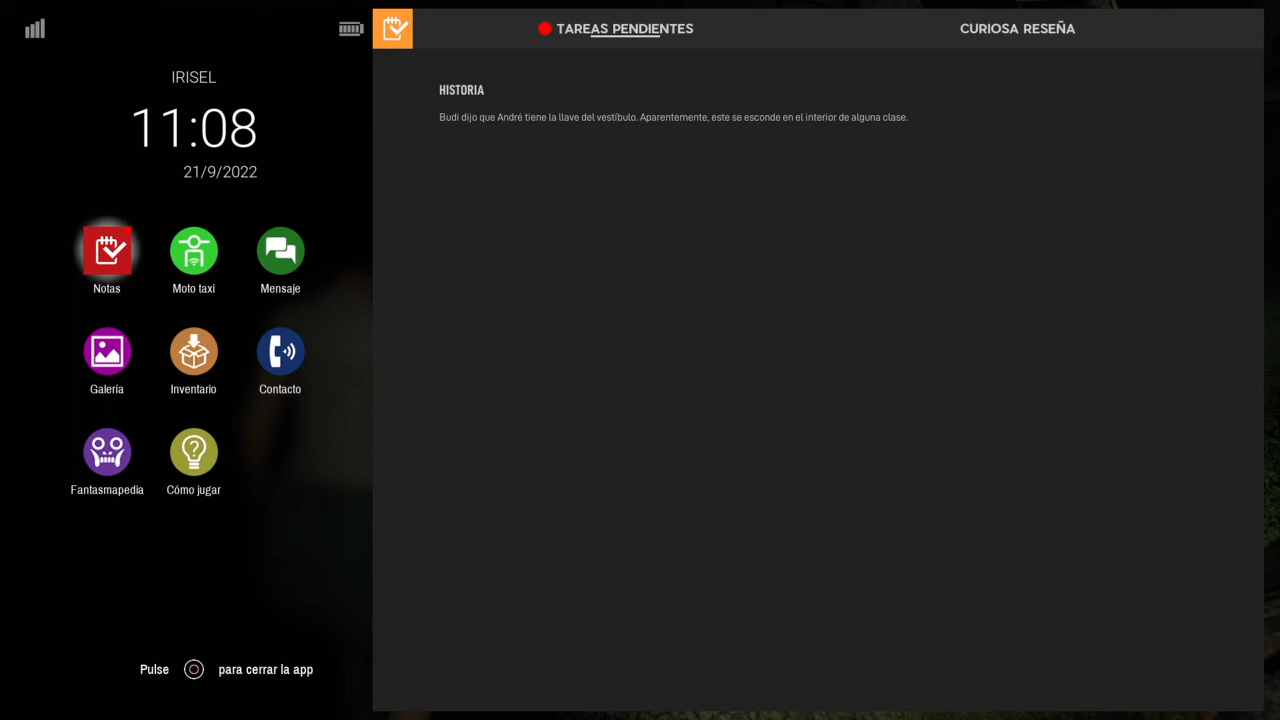 IRISEL
11:08
21/9/2022
Notas
Moto taxi
Mensaje
Galería
Inventario
Contacto
Fantasmapedia
Cómo jugar
Pulse para cerrar la app
TAREAS PENDIENTES
CURIOSA RESEÑA
HISTORIA
Budi dijo que André tiene la llave del vestíbulo. Aparentemente, este se esconde en el interior de alguna clase.